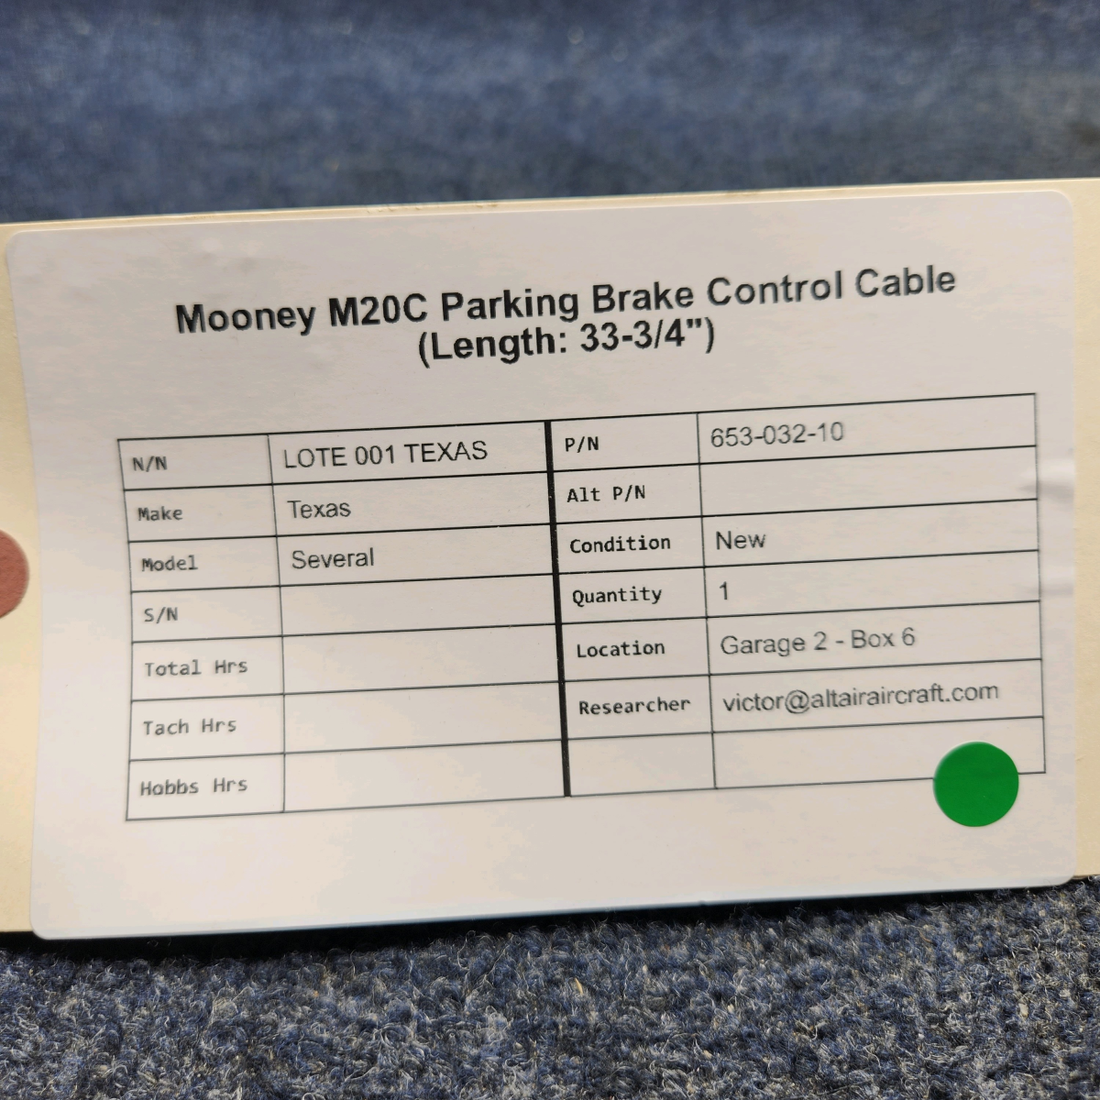 Mooney M20C Parking Brake Control Cable
(Length: 33-3/4")
N/N LOTE 001 TEXAS
Make Texas
Model Several
S/N
Total Hrs
Tach Hrs
Hobbs Hrs
P/N 653-032-10
Alt P/N
Condition New
Quantity 1
Location Garage 2 - Box 6
Researcher victor@altairaircraft.com